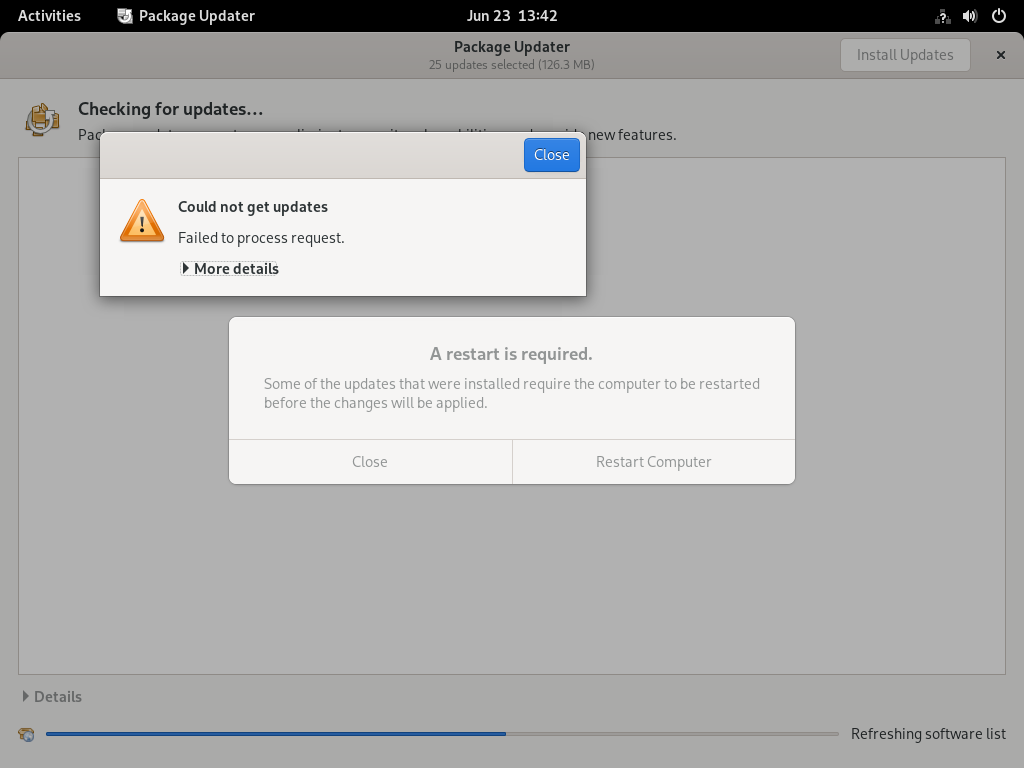 Activities
Package Updater
Jun 23 13:42
Package Updater
25 updates selected (126.3 MB)
Install Updates
Checking for updates…
new features.
Close
Could not get updates
Failed to process request.
More details
A restart is required.
Some of the updates that were installed require the computer to be restarted
before the changes will be applied.
Close
Restart Computer
Details
Refreshing software list